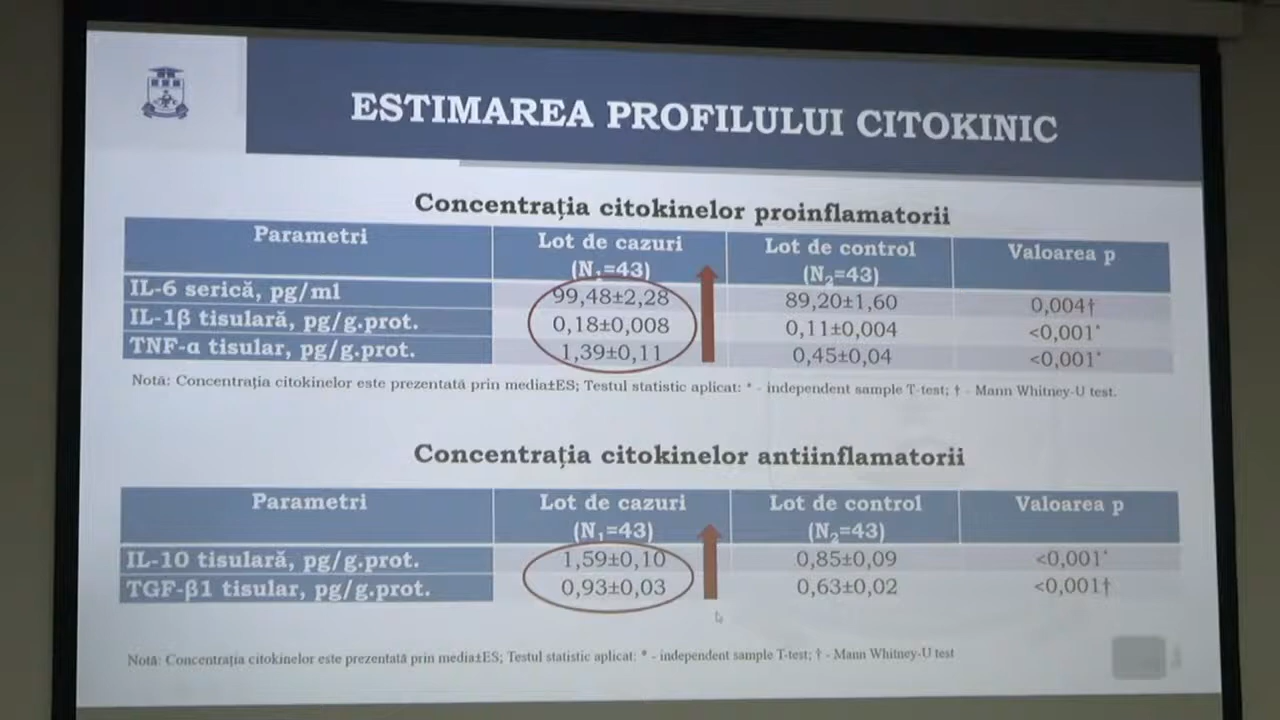 ESTIMAREA PROFILULUI CITOKINIC
Concentrația citokinelor proinflamatorii
Parametri Lot de cazuri (N1=43) Lot de control (N2=43) Valoarea p
IL-6 serică, pg/ml 99,48±2,28 89,20±1,60 0,004†
IL-1β tisulară, pg/g.prot. 0,18±0,008 0,11±0,004 <0,001*
TNF-α tisular, pg/g.prot. 1,39±0,11 0,45±0,04 <0,001*
Notă: Concentrația citokinelor este prezentată prin media±ES; Testul statistic aplicat: * - independent sample T-test; † - Mann Whitney-U test.
Concentrația citokinelor antiinflamatorii
Parametri Lot de cazuri (N1=43) Lot de control (N2=43) Valoarea p
IL-10 tisulară, pg/g.prot. 1,59±0,10 0,85±0,09 <0,001*
TGF-β1 tisular, pg/g.prot. 0,93±0,03 0,63±0,02 <0,001†
Notă: Concentrația citokinelor este prezentată prin media±ES; Testul statistic aplicat: * - independent sample T-test; † - Mann Whitney-U test